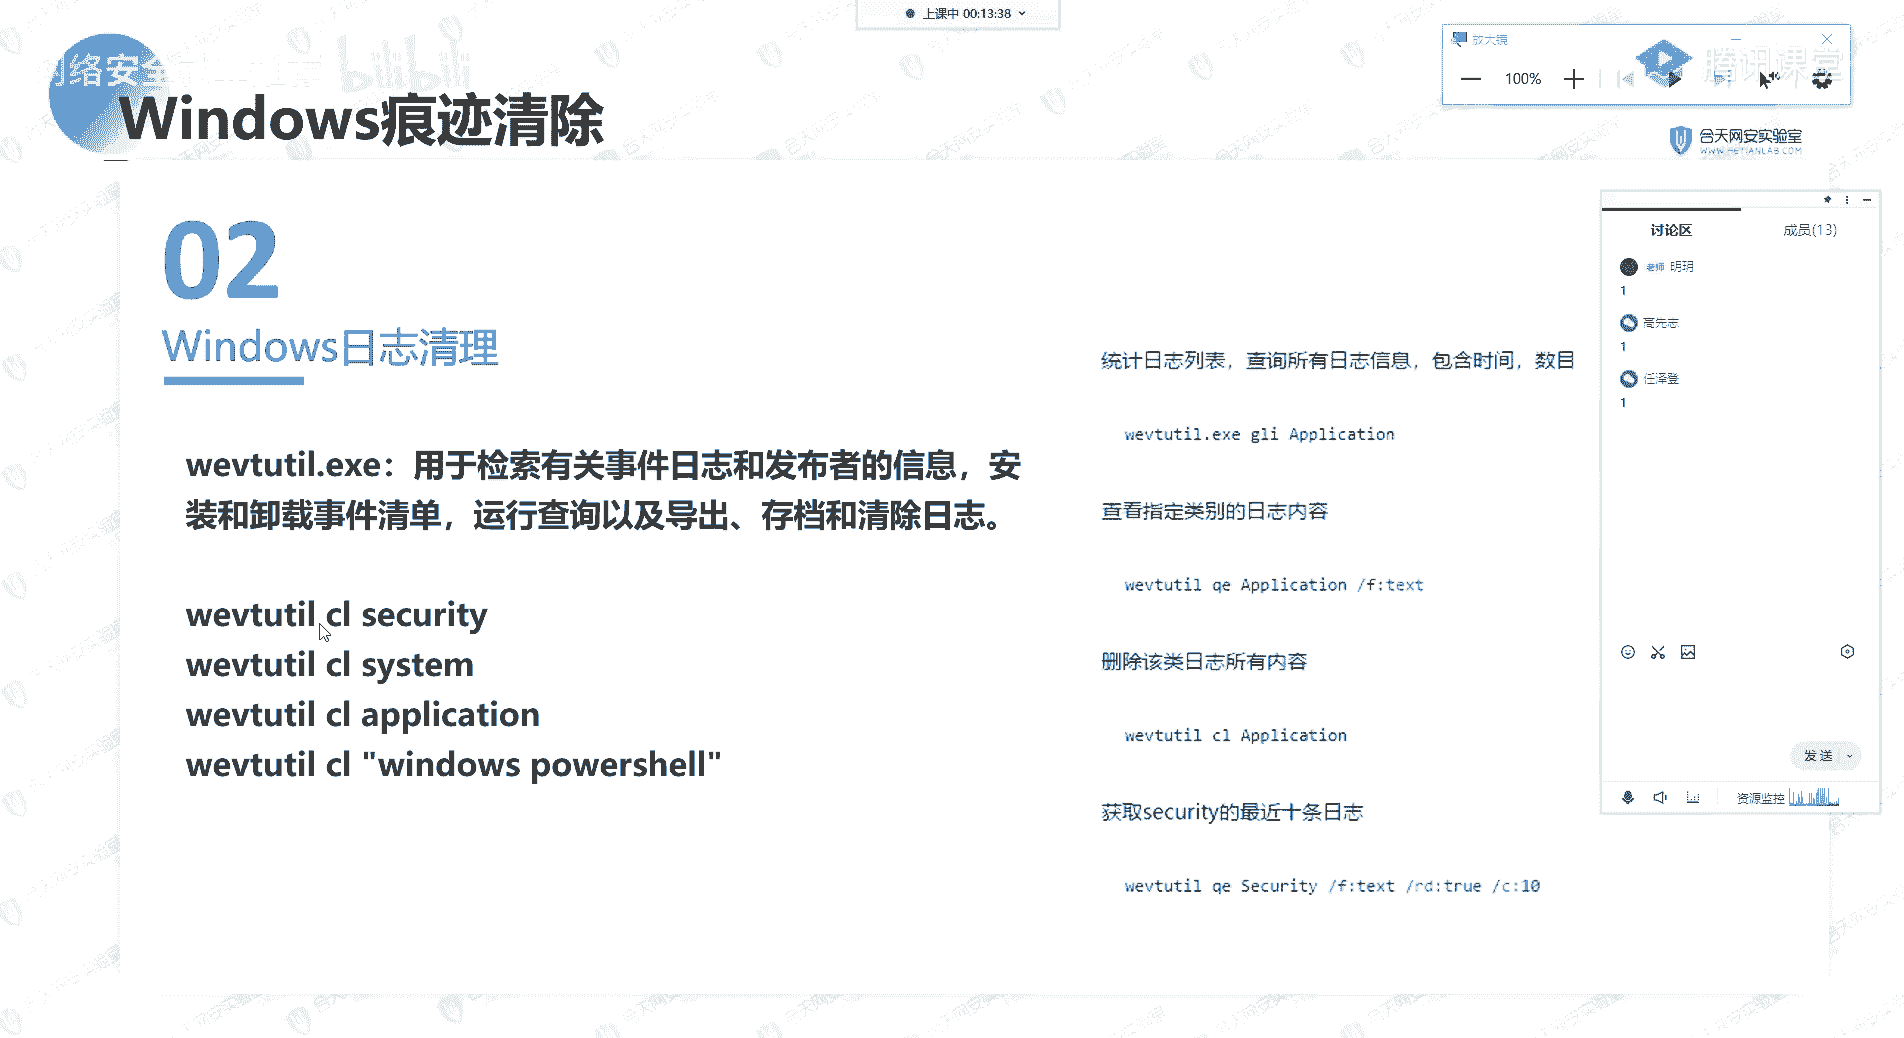 上课中 00:13:38
放大镜
100%
腾讯课堂
bilibili
网络安全
Windows痕迹清除
合天网安实验室
WWW.HETIANLAB.COM
02
Windows日志清理
wevtutil.exe：用于检索有关事件日志和发布者的信息，安
装和卸载事件清单，运行查询以及导出、存档和清除日志。
wevtutil cl security
wevtutil cl system
wevtutil cl application
wevtutil cl "windows powershell"
统计日志列表，查询所有日志信息，包含时间，数目
wevtutil.exe gli Application
查看指定类别的日志内容
wevtutil qe Application /f:text
删除该类日志所有内容
wevtutil cl Application
获取security的最近十条日志
wevtutil qe Security /f:text /rd:true /c:10
讨论区
成员(13)
老师 明玥
1
高先志
1
任泽登
1
发送
资源监控